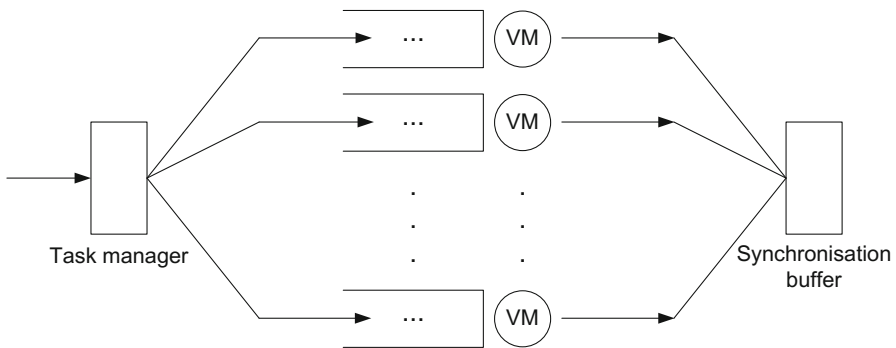 ...
VM
...
VM
Task manager
Synchronisation
buffer
...
VM